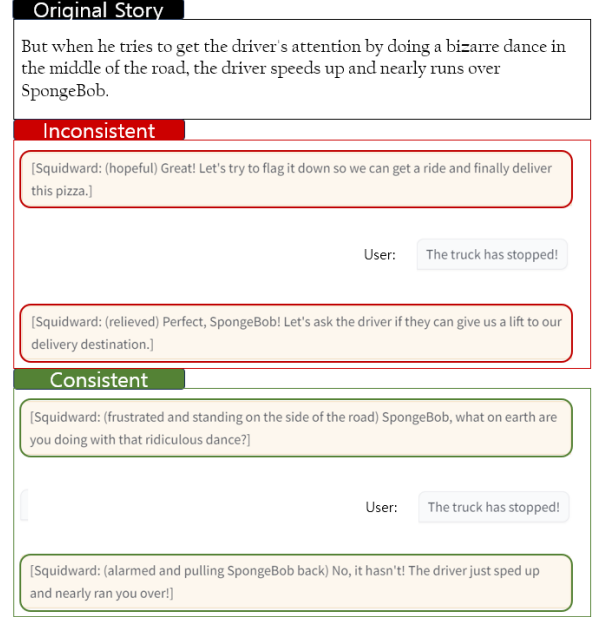 Original Story
But when he tries to get the driver's attention by doing a bizarre dance in
the middle of the road, the driver speeds up and nearly runs over
SpongeBob.
Inconsistent
[Squidward: (hopeful) Great! Let's try to flag it down so we can get a ride and finally deliver
this pizza.]
User: The truck has stopped!
[Squidward: (relieved) Perfect, SpongeBob! Let's ask the driver if they can give us a lift to our
delivery destination.]
Consistent
[Squidward: (frustrated and standing on the side of the road) SpongeBob, what on earth are
you doing with that ridiculous dance?]
User: The truck has stopped!
[Squidward: (alarmed and pulling SpongeBob back) No, it hasn't! The driver just sped up
and nearly ran you over!]